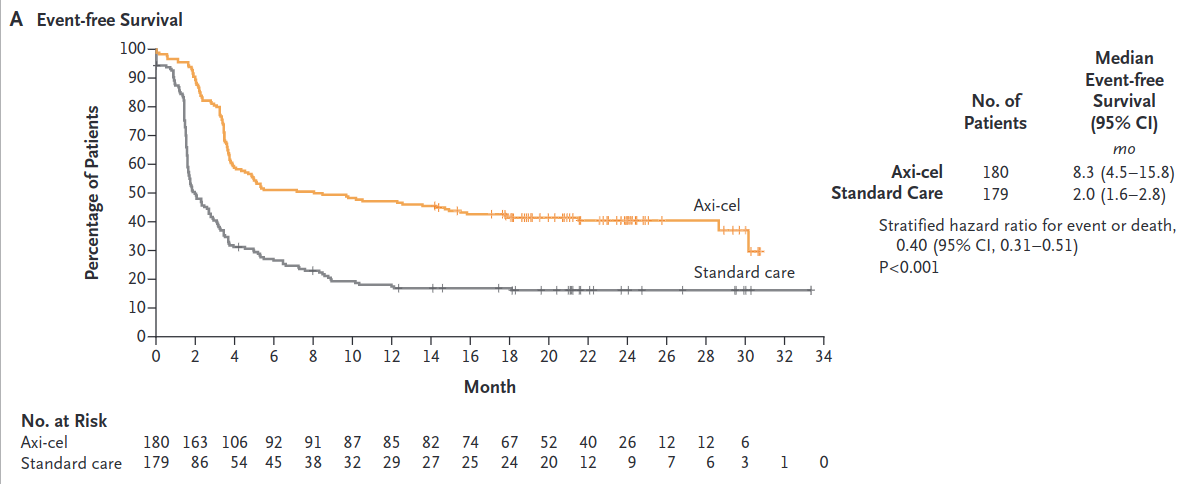 A Event-free Survival
Percentage of Patients
100
90
80
70
60
50
40
30
20
10
0
0 2 4 6 8 10 12 14 16 18 20 22 24 26 28 30 32 34
Month
Axi-cel
Standard care
No. of Patients
Median Event-free Survival (95% CI)
mo
Axi-cel 180 8.3 (4.5–15.8)
Standard Care 179 2.0 (1.6–2.8)
Stratified hazard ratio for event or death,
0.40 (95% CI, 0.31–0.51)
P<0.001
No. at Risk
Axi-cel 180 163 106 92 91 87 85 82 74 67 52 40 26 12 12 6
Standard care 179 86 54 45 38 32 29 27 25 24 20 12 9 7 6 3 1 0